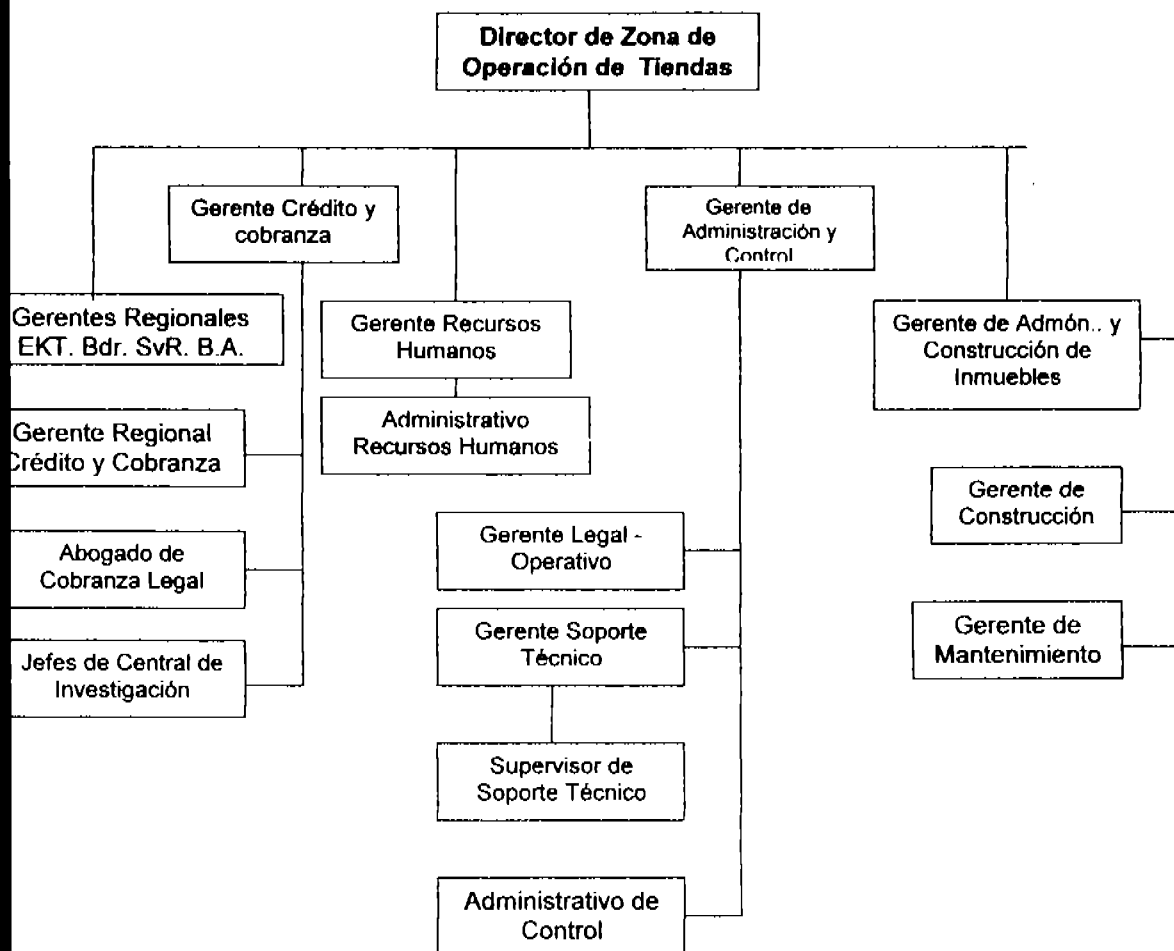 Director de Zona de
Operación de Tiendas
Gerente Crédito y
cobranza
Gerente de
Administración y
Control
Gerentes Regionales
EKT. Bdr. SvR. B.A.
Gerente Recursos
Humanos
Gerente de Admón.. y
Construcción de
Inmuebles
Administrativo
Recursos Humanos
Gerente Regional
Crédito y Cobranza
Gerente de
Construcción
Gerente Legal -
Operativo
Abogado de
Cobranza Legal
Gerente Soporte
Técnico
Gerente de
Mantenimiento
Jefes de Central de
Investigación
Supervisor de
Soporte Técnico
Administrativo de
Control